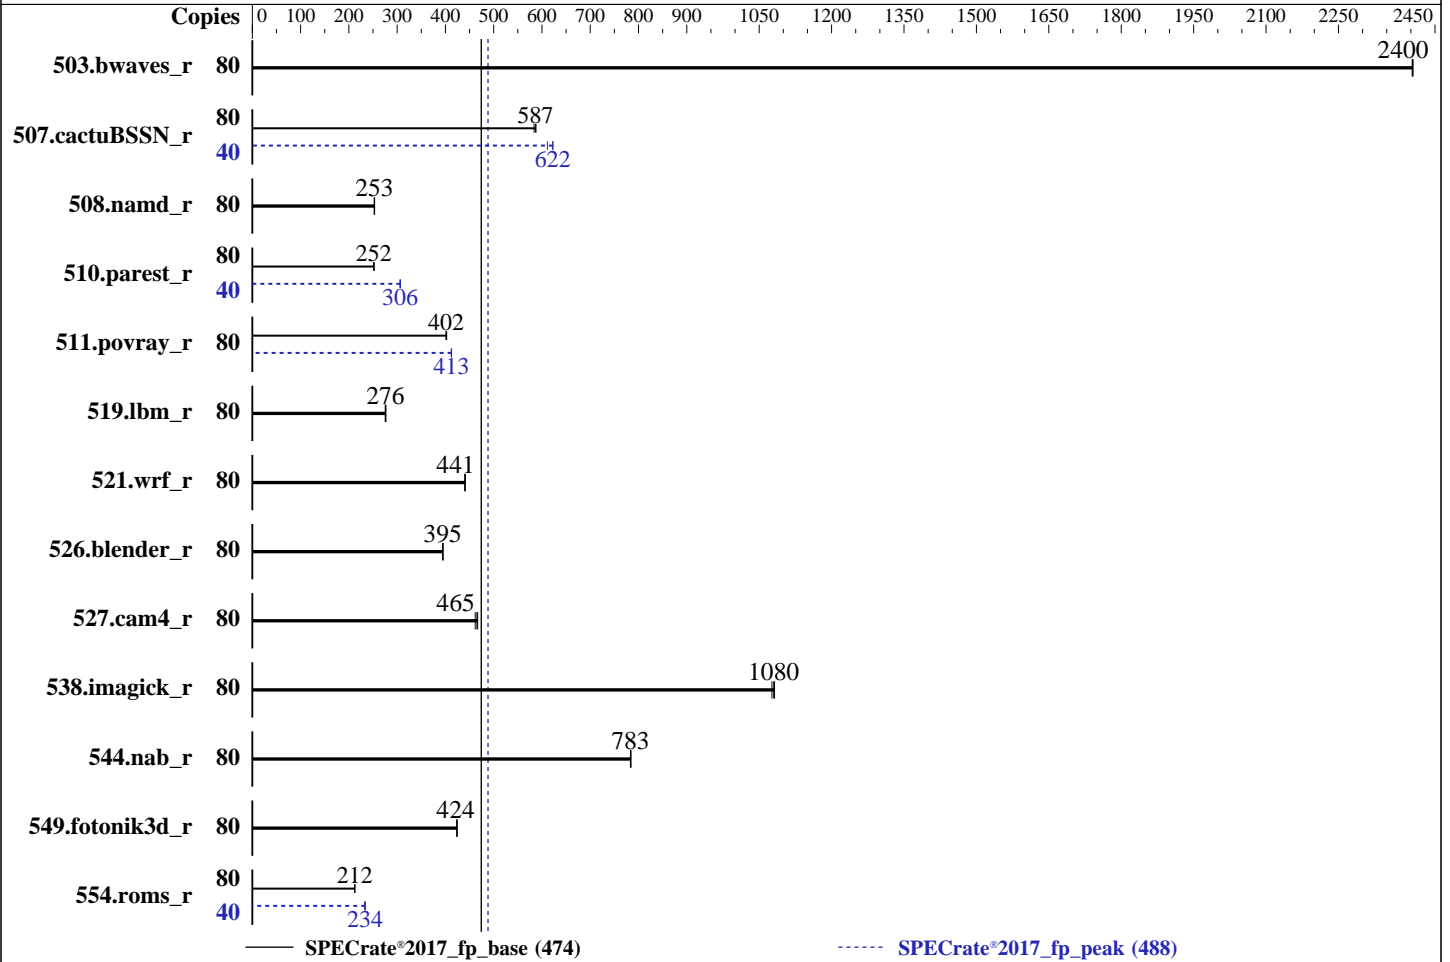 Copies 0 100 200 300 400 500 600 700 800 900 1050 1200 1350 1500 1650 1800 1950 2100 2250 2450
503.bwaves_r 80 2400
507.cactuBSSN_r 80 587
40 622
508.namd_r 80 253
510.parest_r 80 252
40 306
511.povray_r 80 402
413
519.lbm_r 80 276
521.wrf_r 80 441
526.blender_r 80 395
527.cam4_r 80 465
538.imagick_r 80 1080
544.nab_r 80 783
549.fotonik3d_r 80 424
554.roms_r 80 212
40 234
SPECrate®2017_fp_base (474) SPECrate®2017_fp_peak (488)